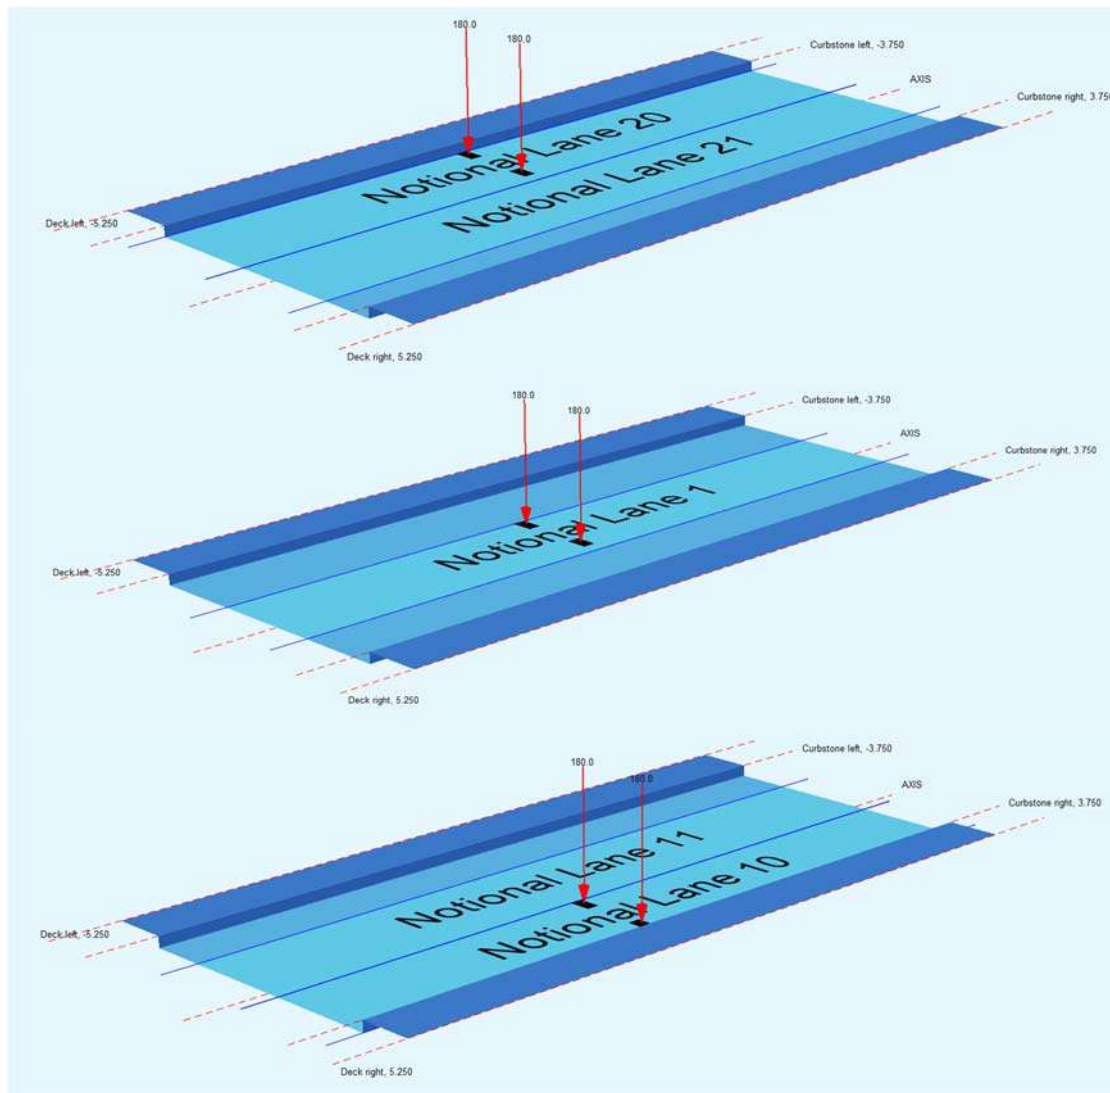 180.0
180.0
Curbstone left, -3.750
AXIS
Curbstone right, 3.750
Notional Lane 20
Notional Lane 21
Deck left, -5.250
Deck right, 5.250
180.0
180.0
Curbstone left, -3.750
AXIS
Curbstone right, 3.750
Notional Lane 1
Deck left, -5.250
Deck right, 5.250
180.0
180.0
Curbstone left, -3.750
AXIS
Curbstone right, 3.750
Notional Lane 11
Notional Lane 10
Deck left, -5.250
Deck right, 5.250